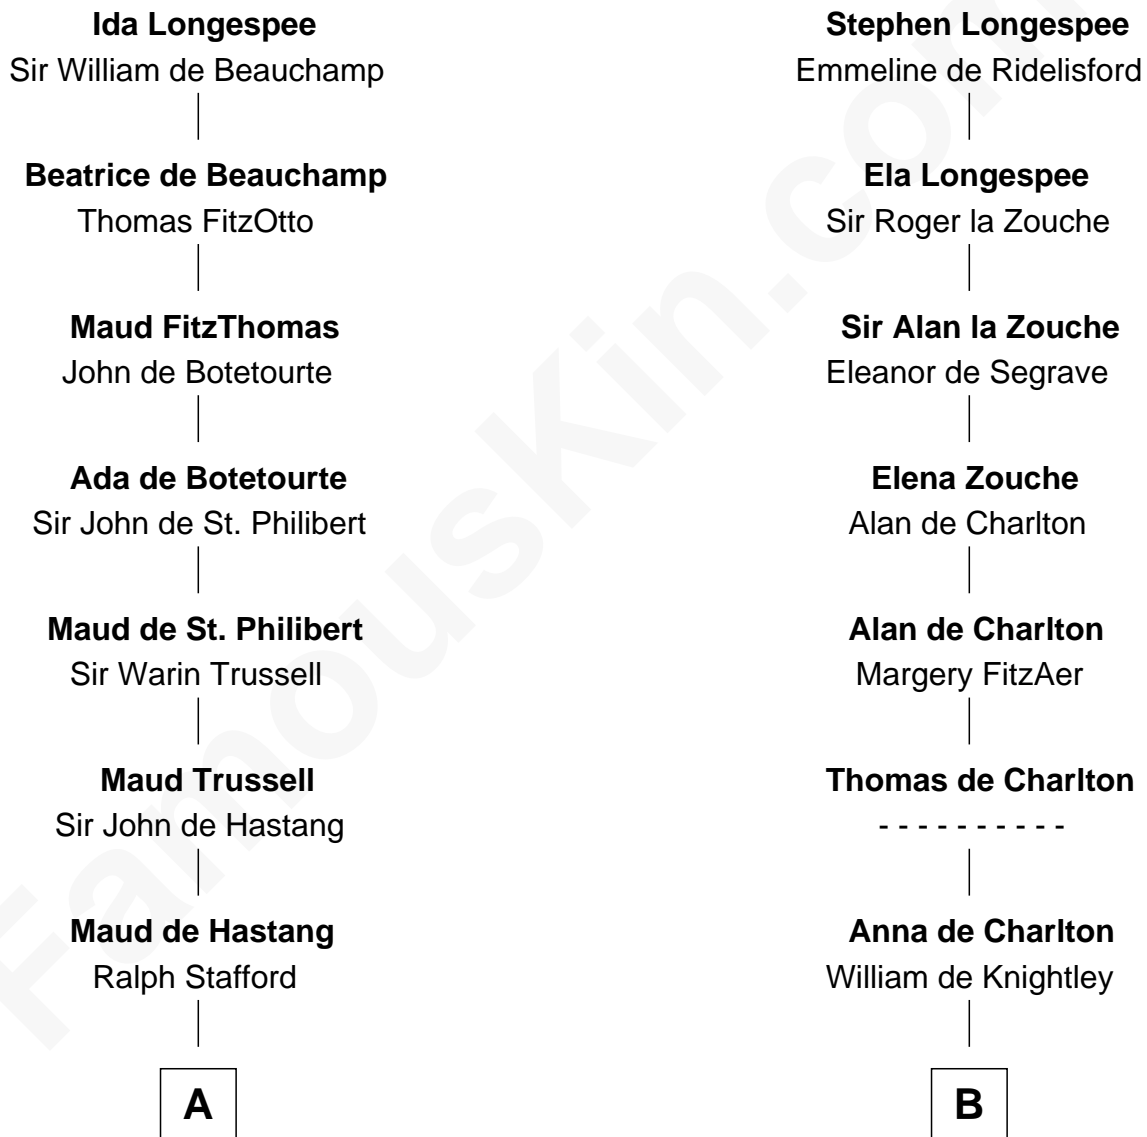 Ida Longespee
Sir William de Beauchamp
Beatrice de Beauchamp
Thomas FitzOtto
Maud FitzThomas
John de Botetourte
Ada de Botetourte
Sir John de St. Philibert
Maud de St. Philibert
Sir Warin Trussell
Maud Trussell
Sir John de Hastang
Maud de Hastang
Ralph Stafford
A
Stephen Longespee
Emmeline de Ridelisford
Ela Longespee
Sir Roger la Zouche
Sir Alan la Zouche
Eleanor de Segrave
Elena Zouche
Alan de Charlton
Alan de Charlton
Margery FitzAer
Thomas de Charlton
- - - - - - - - - -
Anna de Charlton
William de Knightley
B
FamousKin.com